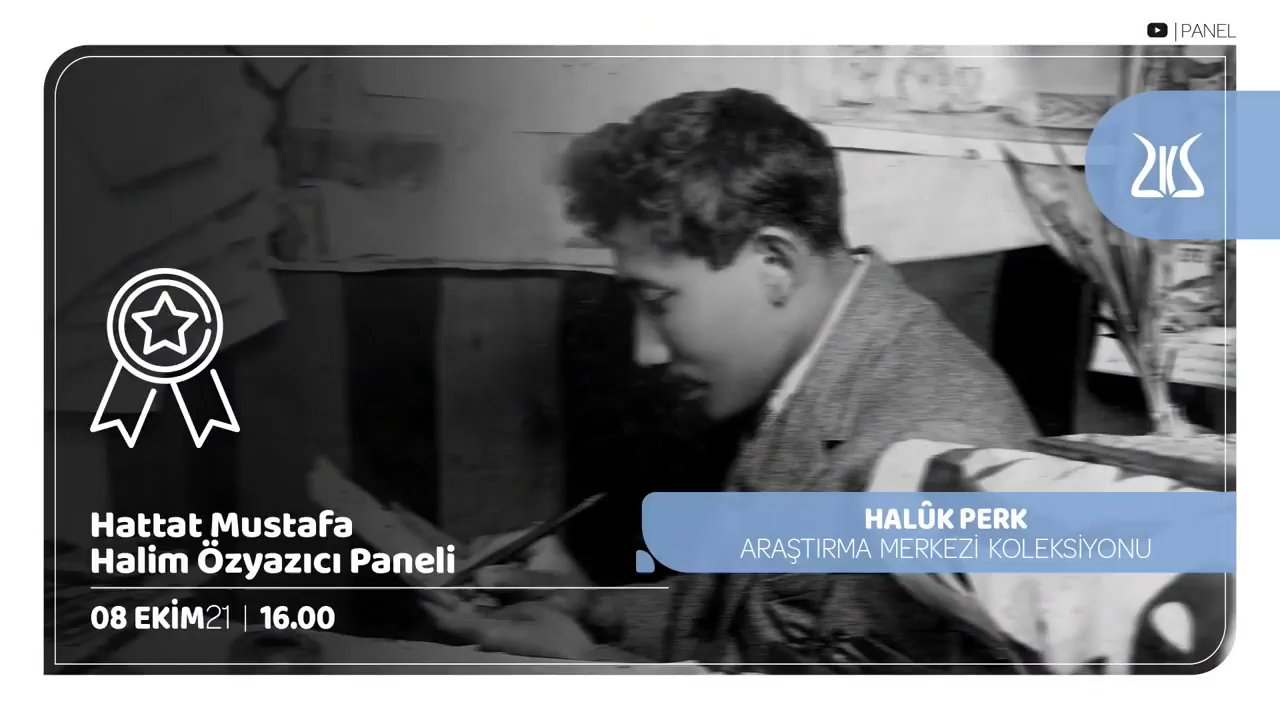 |PANEL
Hattat Mustafa
Halim Özyazıcı Paneli
08 EKİM21 | 16.00
HALÛK PERK
ARAŞTIRMA MERKEZİ KOLEKSİYONU